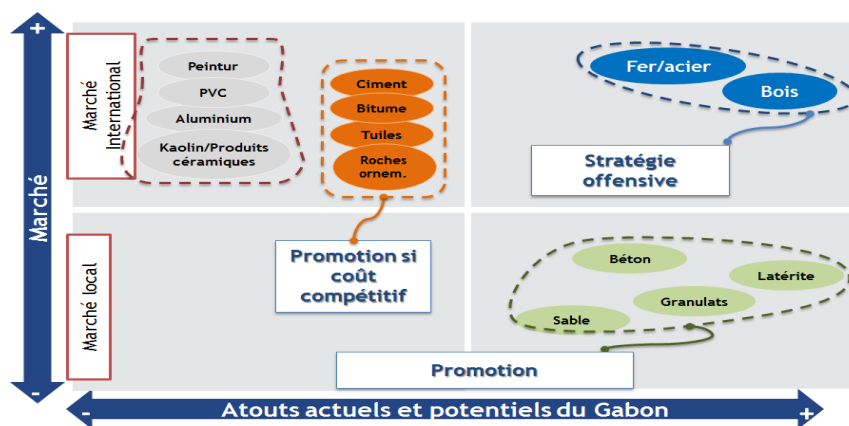 +
Marché
-
Marché
International
Marché local
Peintur
PVC
Aluminium
Kaolin/Produits
céramiques
Ciment
Bitume
Tuiles
Roches
ornem.
Promotion si
coût
compétitif
Fer/acier
Bois
Stratégie
offensive
Béton
Latérite
Granulats
Sable
Promotion
- Atouts actuels et potentiels du Gabon +